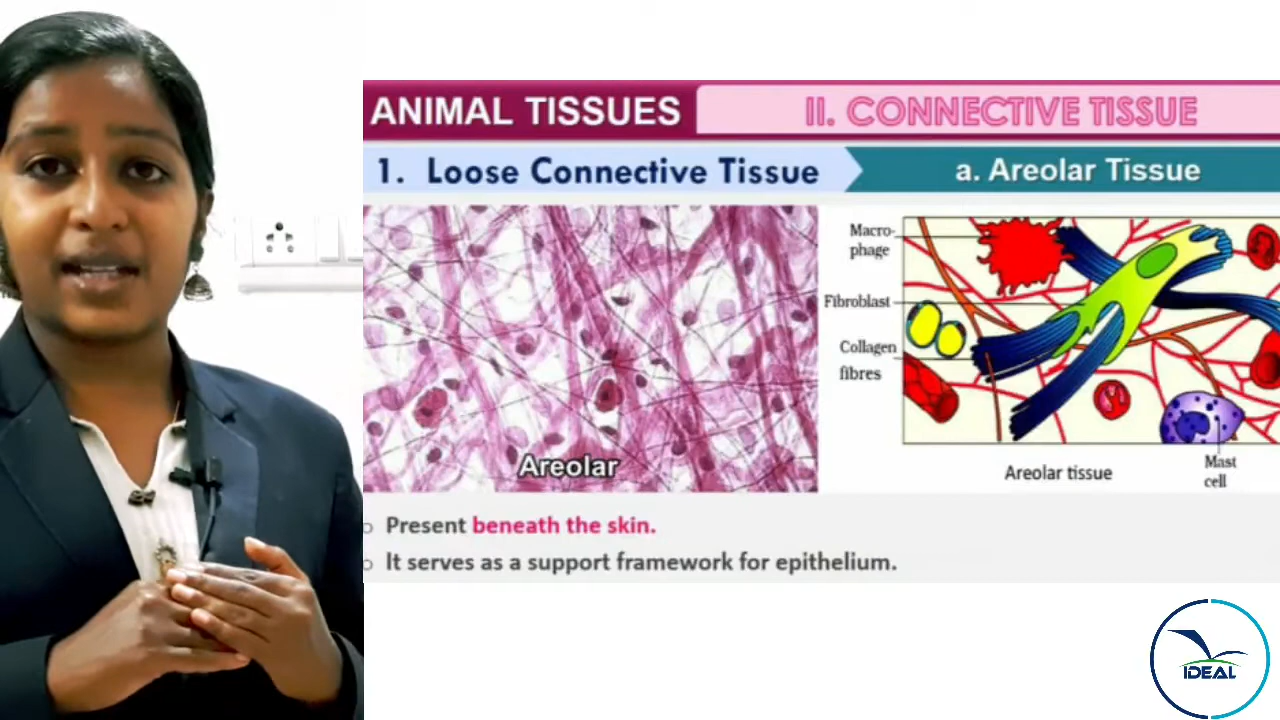 ANIMAL TISSUES
II. CONNECTIVE TISSUE
1. Loose Connective Tissue
a. Areolar Tissue
Areolar
Macro-
phage
Fibroblast
Collagen
fibres
Mast
cell
Areolar tissue
Present beneath the skin.
It serves as a support framework for epithelium.
IDEAL